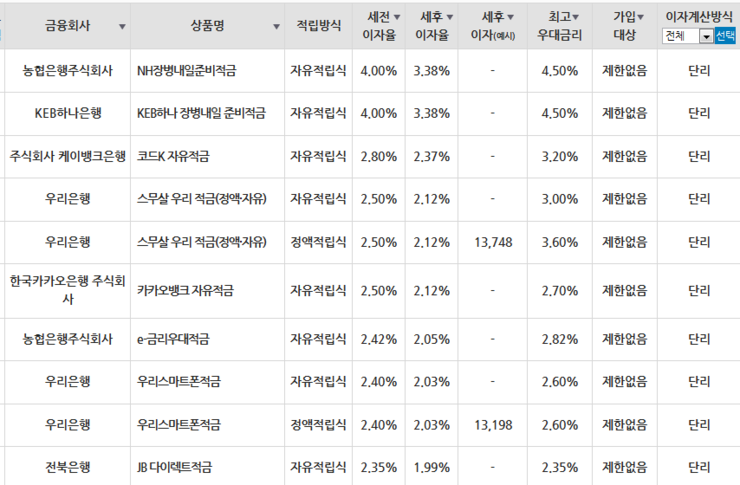 금융회사 ▼ 상품명 ▼ 적립방식 세전 이자율 ▼ 세후 이자율 ▼ 세후 이자(예시) ▼ 최고 우대금리 ▼ 가입 대상 ▼ 이자계산방식 전체 선택
농협은행주식회사 NH장병내일준비적금 자유적립식 4.00% 3.38% - 4.50% 제한없음 단리
KEB하나은행 KEB하나 장병내일 준비적금 자유적립식 4.00% 3.38% - 4.50% 제한없음 단리
주식회사 케이뱅크은행 코드K 자유적금 자유적립식 2.80% 2.37% - 3.20% 제한없음 단리
우리은행 스무살 우리 적금(정액·자유) 자유적립식 2.50% 2.12% - 3.00% 제한없음 단리
우리은행 스무살 우리 적금(정액·자유) 정액적립식 2.50% 2.12% 13,748 3.60% 제한없음 단리
한국카카오은행 주식회사 카카오뱅크 자유적금 자유적립식 2.50% 2.12% - 2.70% 제한없음 단리
농협은행주식회사 e-금리우대적금 자유적립식 2.42% 2.05% - 2.82% 제한없음 단리
우리은행 우리스마트폰적금 자유적립식 2.40% 2.03% - 2.60% 제한없음 단리
우리은행 우리스마트폰적금 정액적립식 2.40% 2.03% 13,198 2.60% 제한없음 단리
전북은행 JB 다이렉트적금 자유적립식 2.35% 1.99% - 2.35% 제한없음 단리